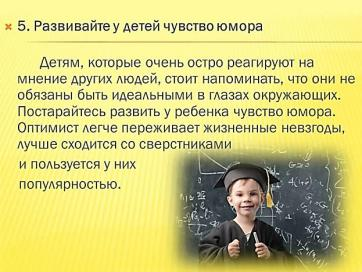 5. Развивайте у детей чувство юмора
Детям, которые очень остро реагируют на
мнение других людей, стоит напоминать, что они не
обязаны быть идеальными в глазах окружающих.
Постарайтесь развить у ребенка чувство юмора.
Оптимист легче переживает жизненные невзгоды,
лучше сходится со сверстниками
и пользуется у них
популярностью.